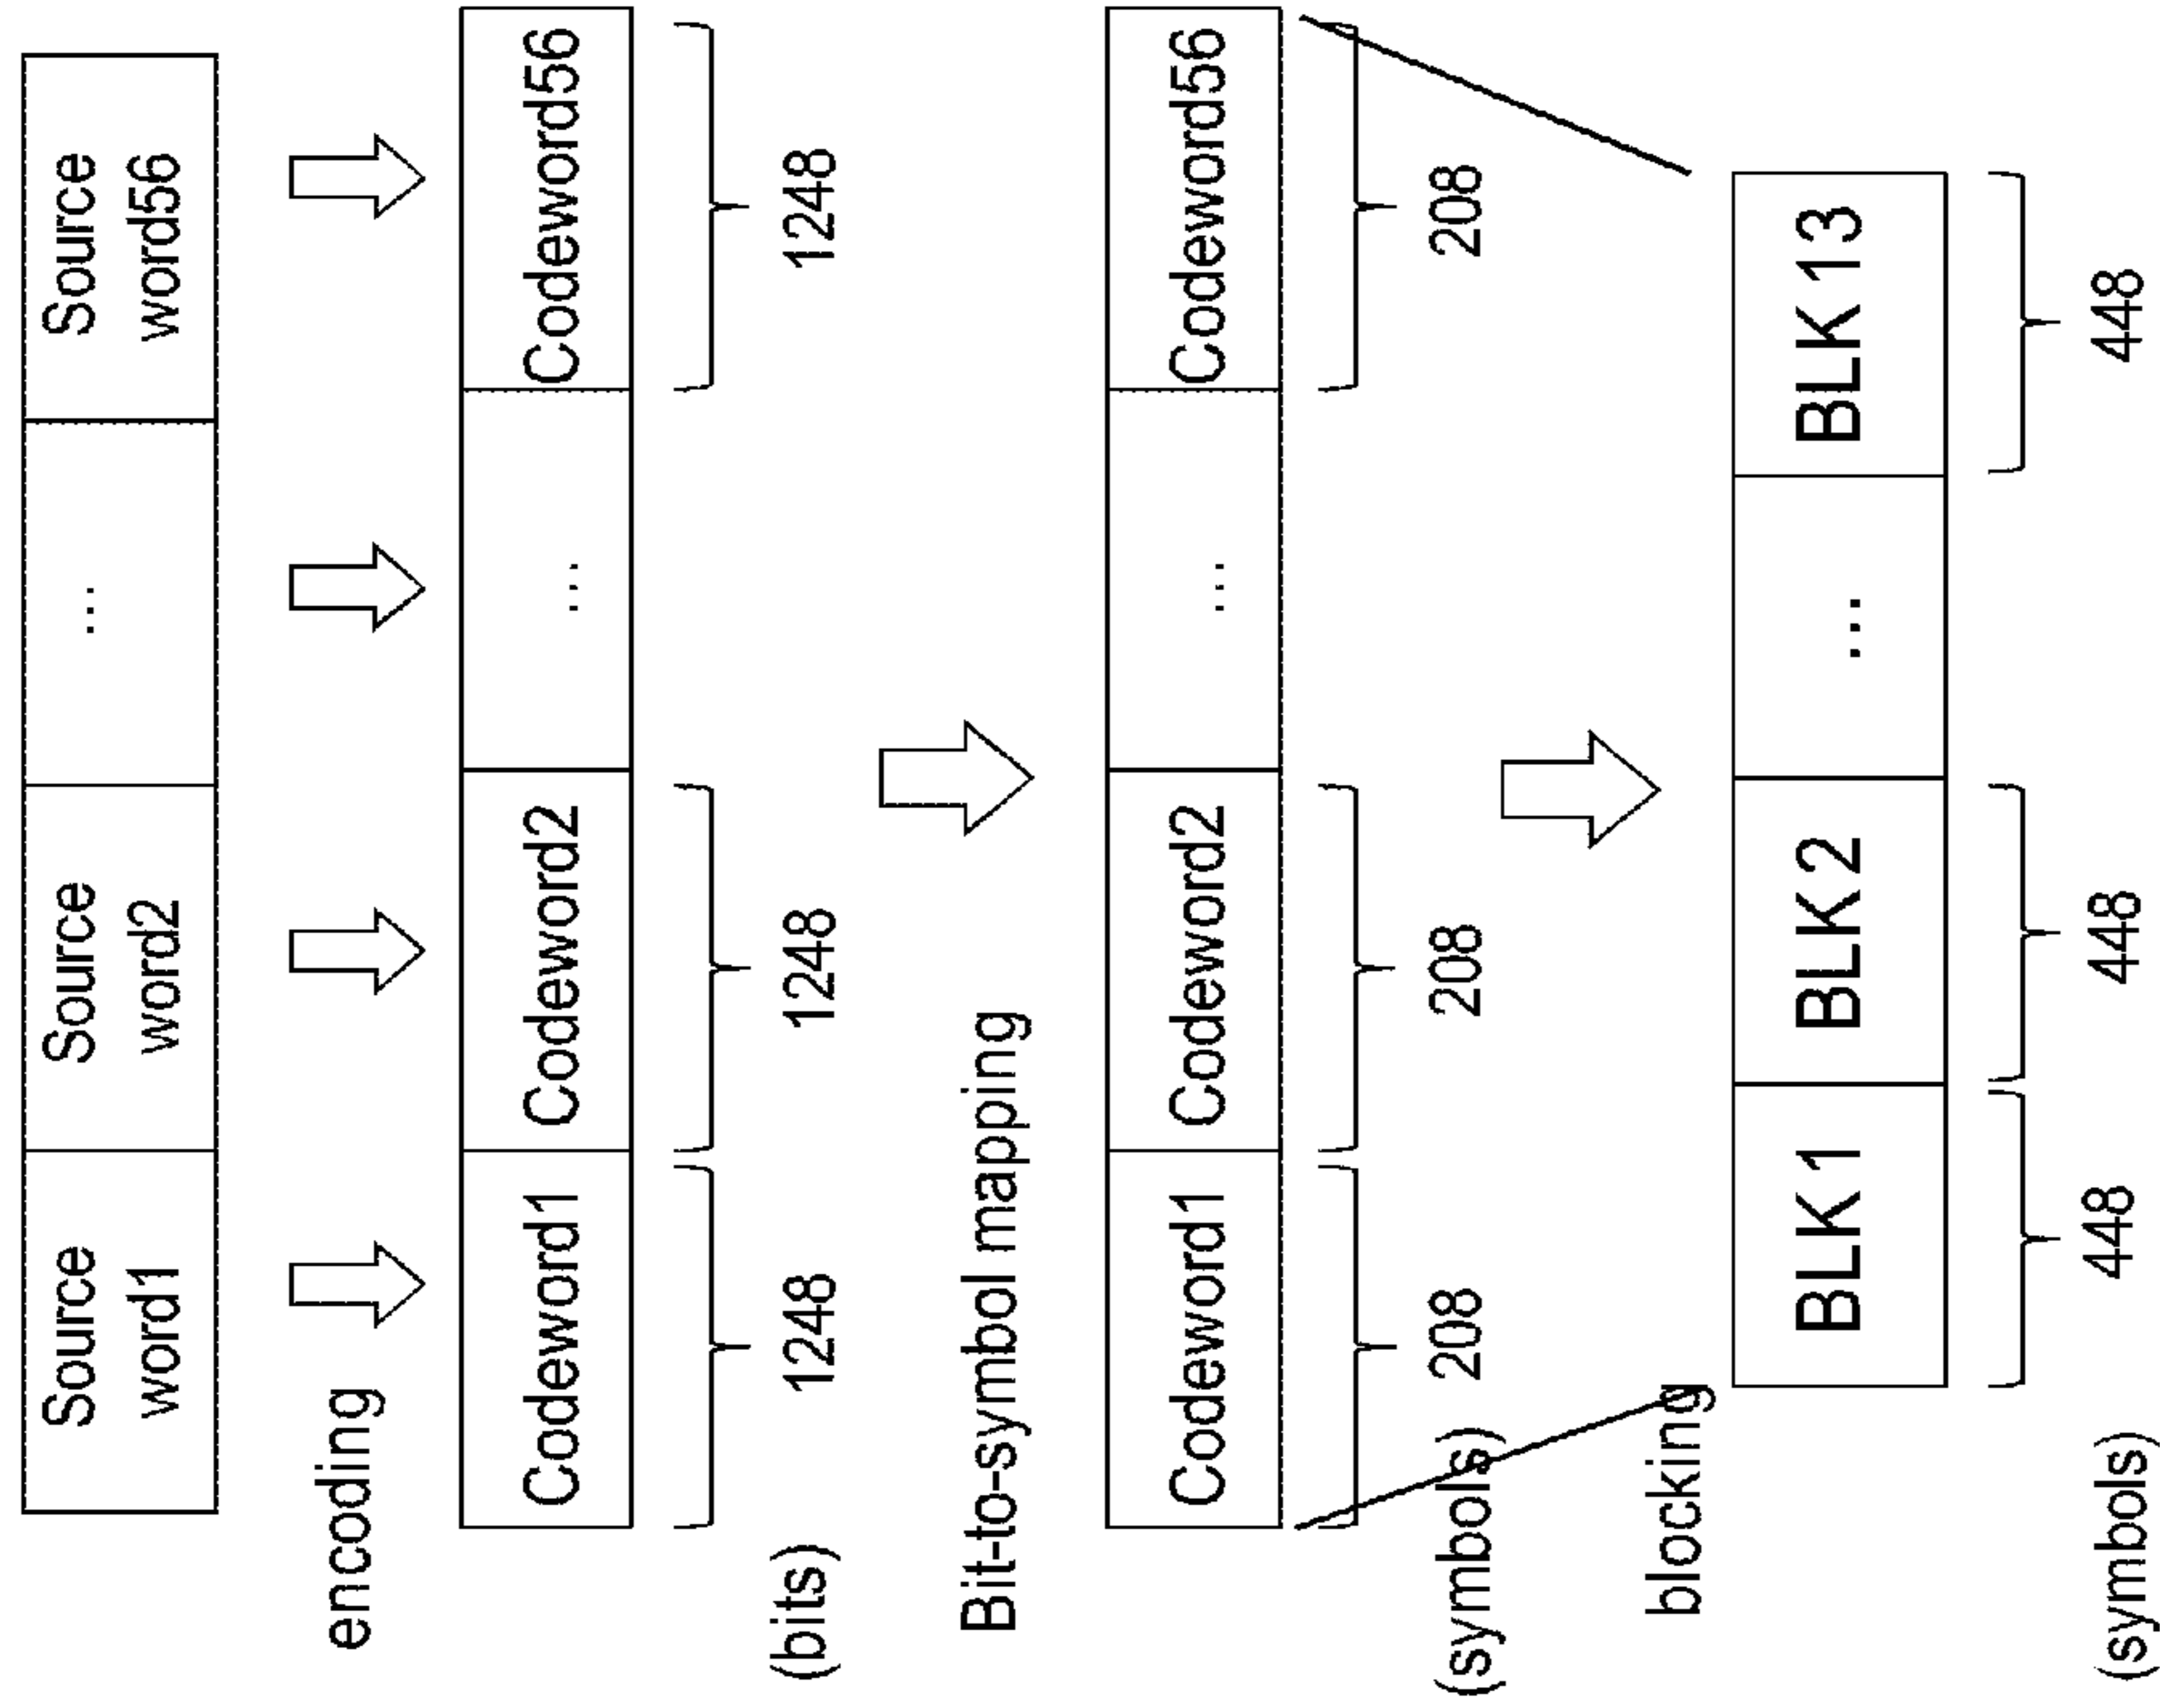 Source
word1
Source
word2
...
Source
word56
encoding
Codeword1
Codeword2
...
Codeword56
(bits)
1248
1248
1248
Bit-to-symbol mapping
Codeword1
Codeword2
...
Codeword56
(symbols)
208
208
208
blocking
BLK 1
BLK 2
...
BLK 13
(symbols)
448
448
448